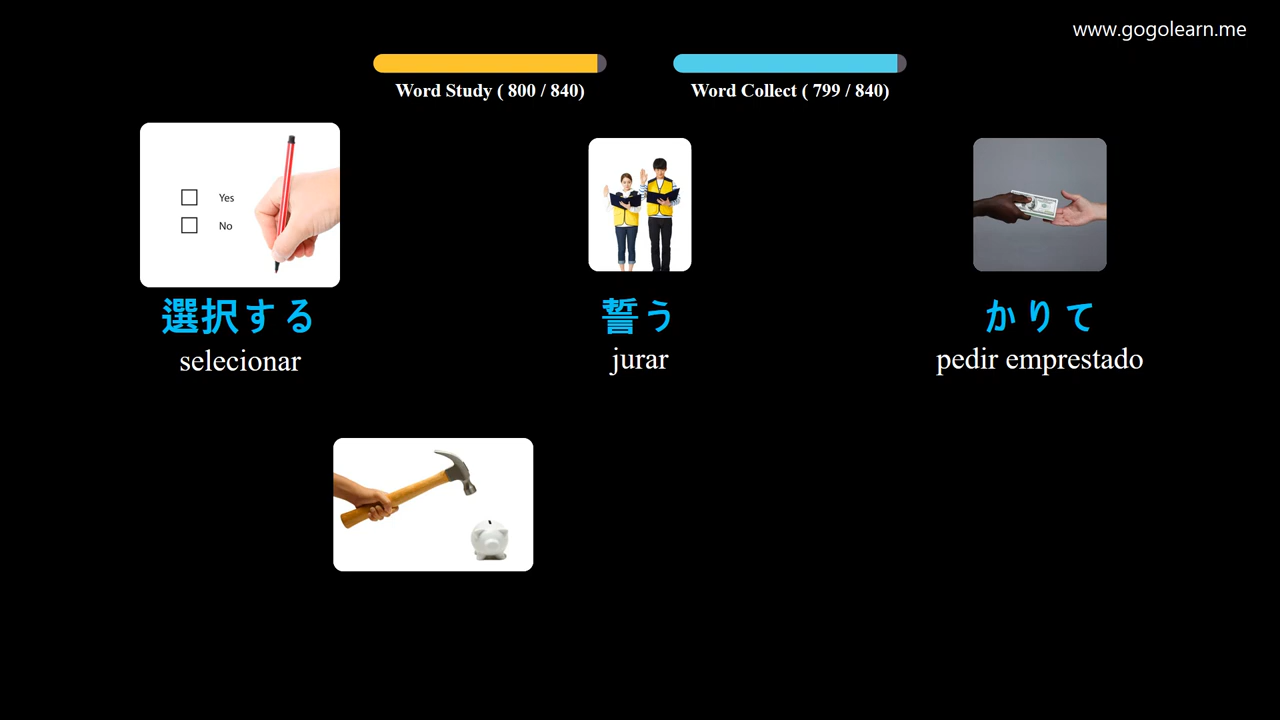 www.gogolearn.me
Word Study ( 800 / 840)
Word Collect ( 799 / 840)
Yes
No
選択する
selecionar
誓う
jurar
かりて
pedir emprestado